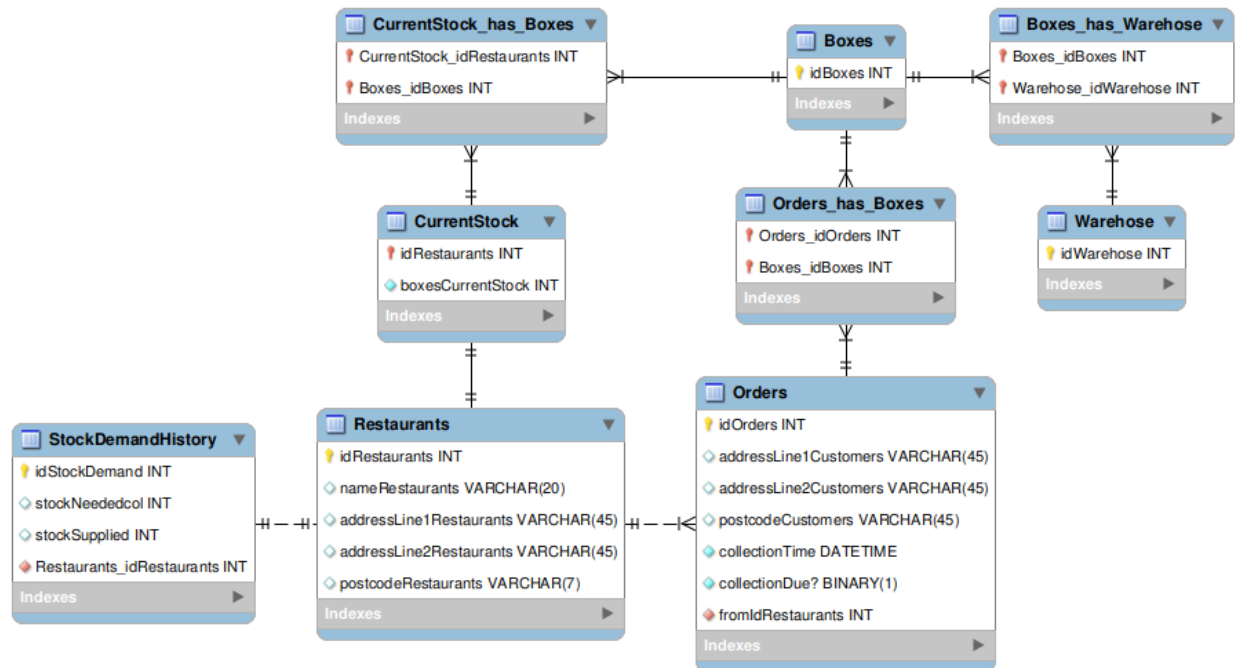 CurrentStock_has_Boxes
CurrentStock_idRestaurants INT
Boxes_idBoxes INT
Indexes
Boxes
idBoxes INT
Indexes
Boxes_has_Warehose
Boxes_idBoxes INT
Warehose_idWarehose INT
Indexes
CurrentStock
idRestaurants INT
boxesCurrentStock INT
Indexes
Orders_has_Boxes
Orders_idOrders INT
Boxes_idBoxes INT
Indexes
Warehose
idWarehose INT
Indexes
StockDemandHistory
idStockDemand INT
stockNeededcol INT
stockSupplied INT
Restaurants_idRestaurants INT
Indexes
Restaurants
idRestaurants INT
nameRestaurants VARCHAR(20)
addressLine1Restaurants VARCHAR(45)
addressLine2Restaurants VARCHAR(45)
postcodeRestaurants VARCHAR(7)
Indexes
Orders
idOrders INT
addressLine1Customers VARCHAR(45)
addressLine2Customers VARCHAR(45)
postcodeCustomers VARCHAR(45)
collectionTime DATETIME
collectionDue? BINARY(1)
fromIdRestaurants INT
Indexes